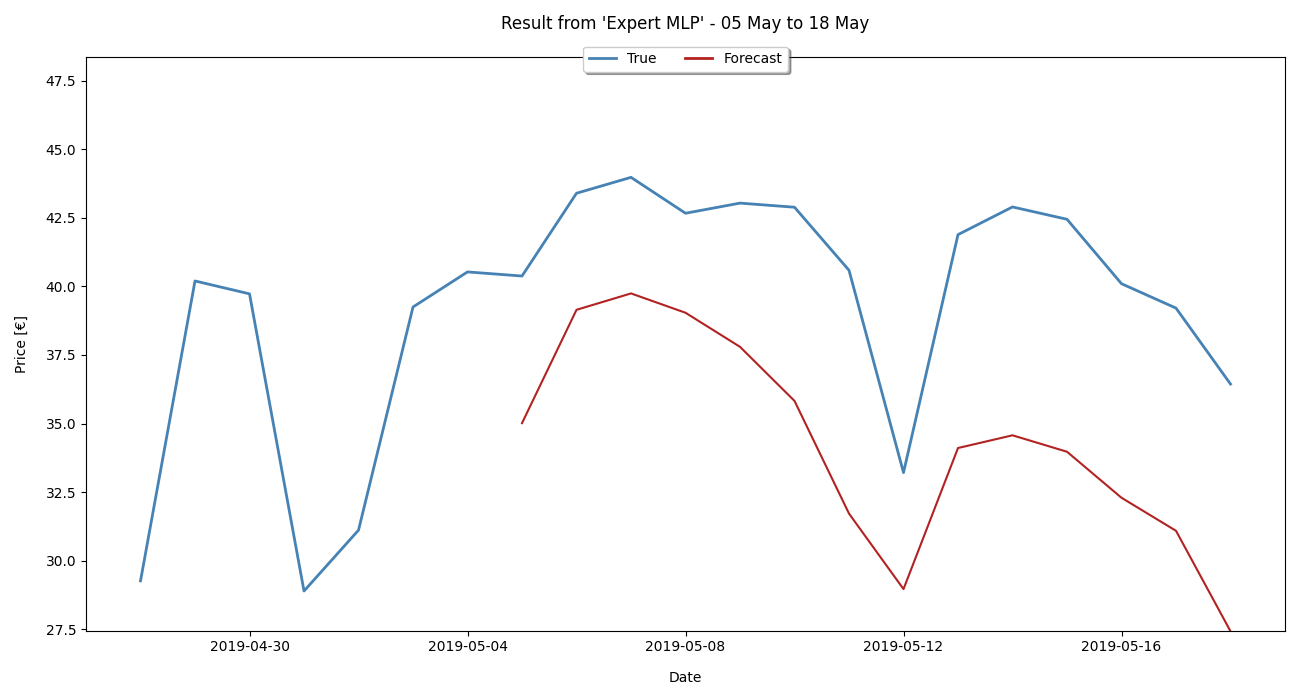 Result from 'Expert MLP' - 05 May to 18 May
True Forecast
47.5
45.0
42.5
40.0
37.5
35.0
32.5
30.0
27.5
Price [€]
2019-04-30 2019-05-04 2019-05-08 2019-05-12 2019-05-16
Date